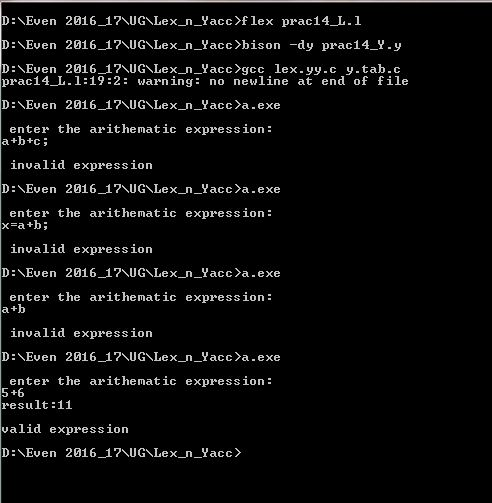 D:\Even 2016_17\UG\Lex_n_Yacc>flex prac14_L.l
D:\Even 2016_17\UG\Lex_n_Yacc>bison -dy prac14_Y.y
D:\Even 2016_17\UG\Lex_n_Yacc>gcc lex.yy.c y.tab.c
prac14_L.l:19:2: warning: no newline at end of file
D:\Even 2016_17\UG\Lex_n_Yacc>a.exe
enter the arithematic expression:
a+b+c;
invalid expression
D:\Even 2016_17\UG\Lex_n_Yacc>a.exe
enter the arithematic expression:
x=a+b;
invalid expression
D:\Even 2016_17\UG\Lex_n_Yacc>a.exe
enter the arithematic expression:
a+b
invalid expression
D:\Even 2016_17\UG\Lex_n_Yacc>a.exe
enter the arithematic expression:
5+6
result:11
valid expression
D:\Even 2016_17\UG\Lex_n_Yacc>